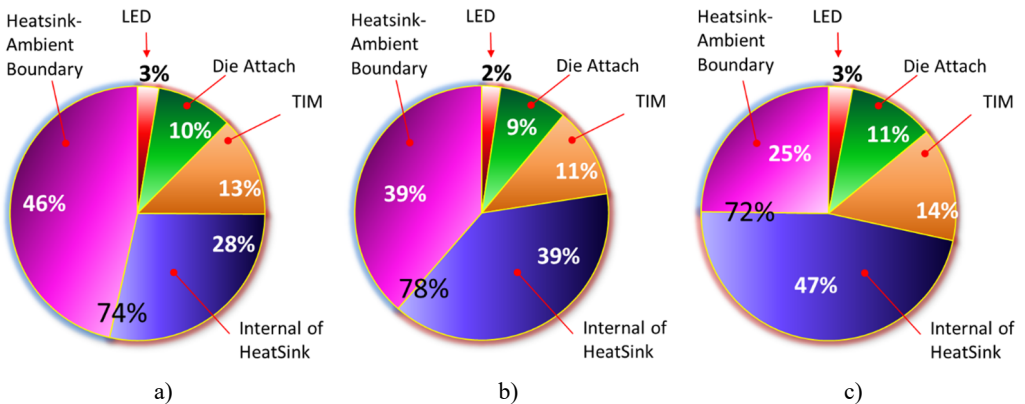 Heatsink-
Ambient
Boundary
LED
3%
Die Attach
TIM
10%
13%
46%
28%
74%
Internal of
HeatSink
a)
Heatsink-
Ambient
Boundary
LED
2%
Die Attach
TIM
9%
11%
39%
39%
78%
Internal of
HeatSink
b)
Heatsink-
Ambient
Boundary
LED
3%
Die Attach
TIM
11%
25%
14%
72%
47%
Internal of
HeatSink
c)